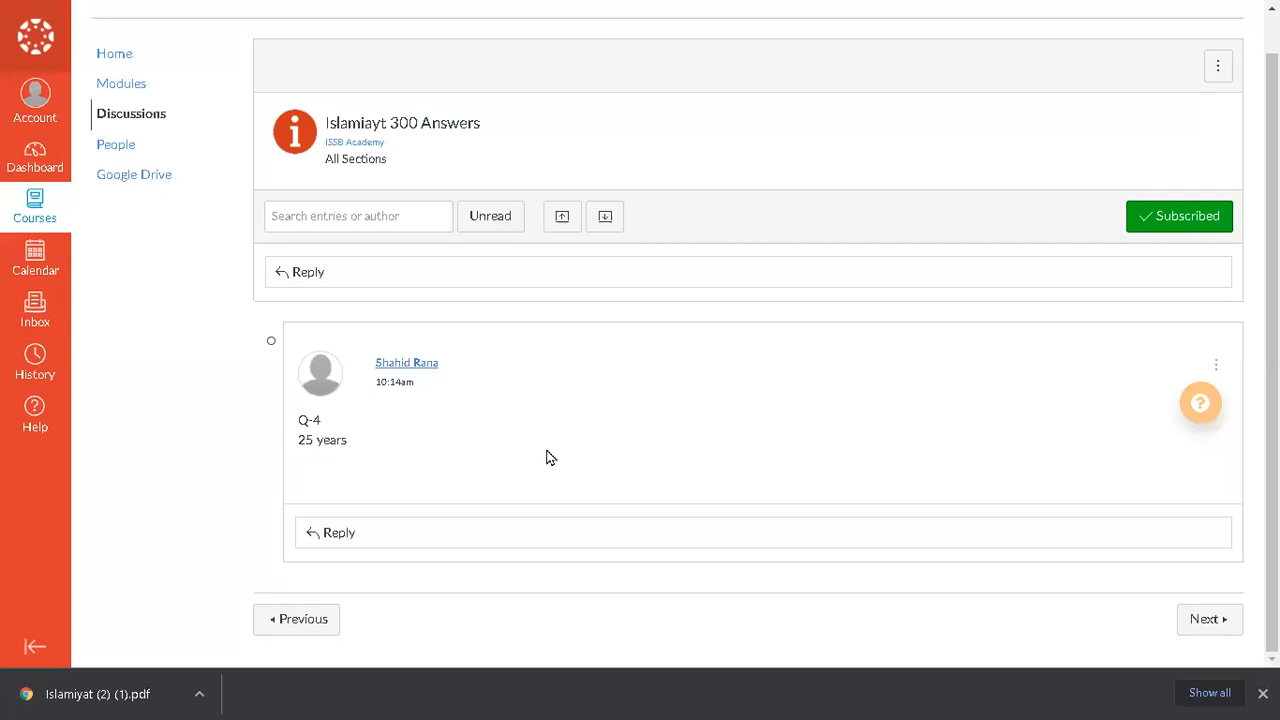 Account
Dashboard
Courses
Calendar
Inbox
History
Help
Home
Modules
Discussions
People
Google Drive
Islamiayt 300 Answers
ISSB Academy
All Sections
Search entries or author
Unread
Subscribed
Reply
Shahid Rana
10:14am
Q-4
25 years
Reply
Previous
Next
Islamiyat (2) (1).pdf
Show all